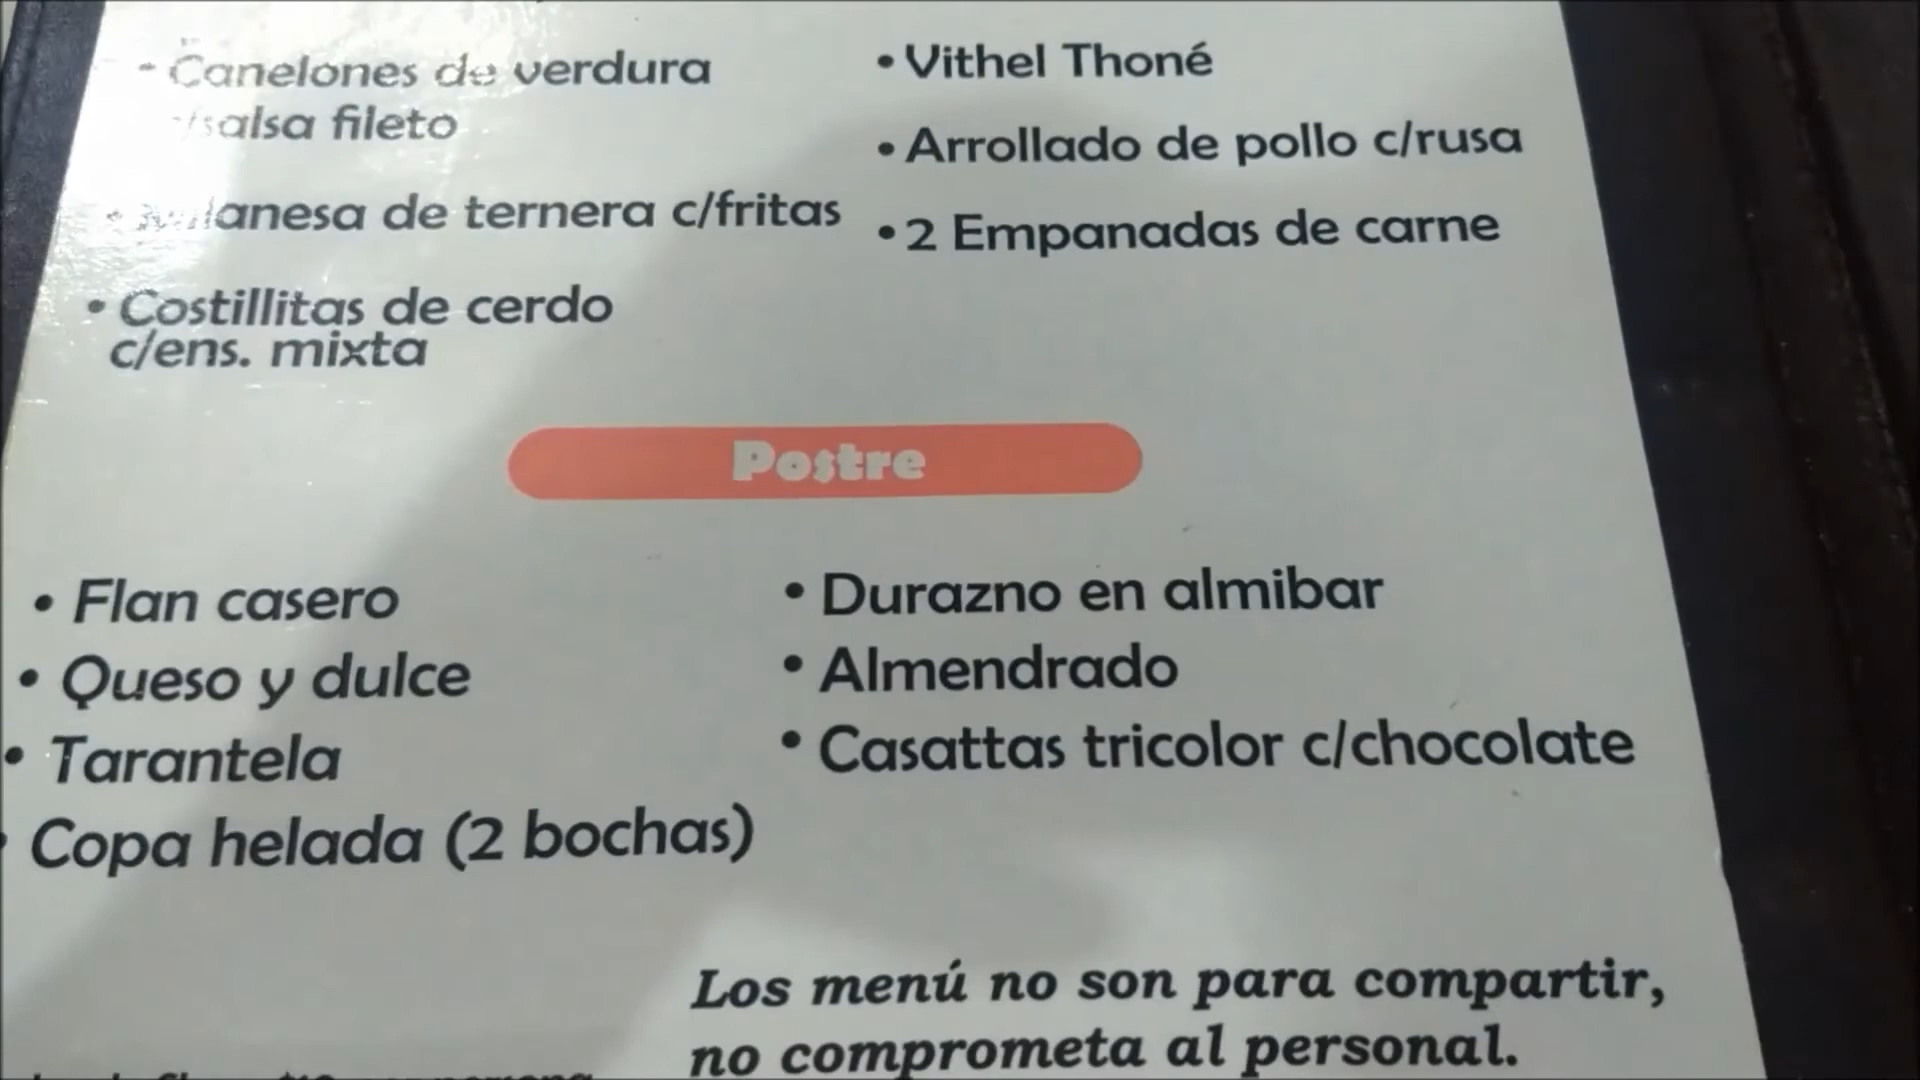 • Canelones de verdura
c/salsa fileto
• Milanesa de ternera c/fritas
• Costillitas de cerdo
c/ens. mixta
• Vithel Thoné
• Arrollado de pollo c/rusa
• 2 Empanadas de carne
Postre
• Flan casero
• Queso y dulce
• Tarantela
• Copa helada (2 bochas)
• Durazno en almibar
• Almendrado
• Casattas tricolor c/chocolate
Los menú no son para compartir,
no comprometa al personal.